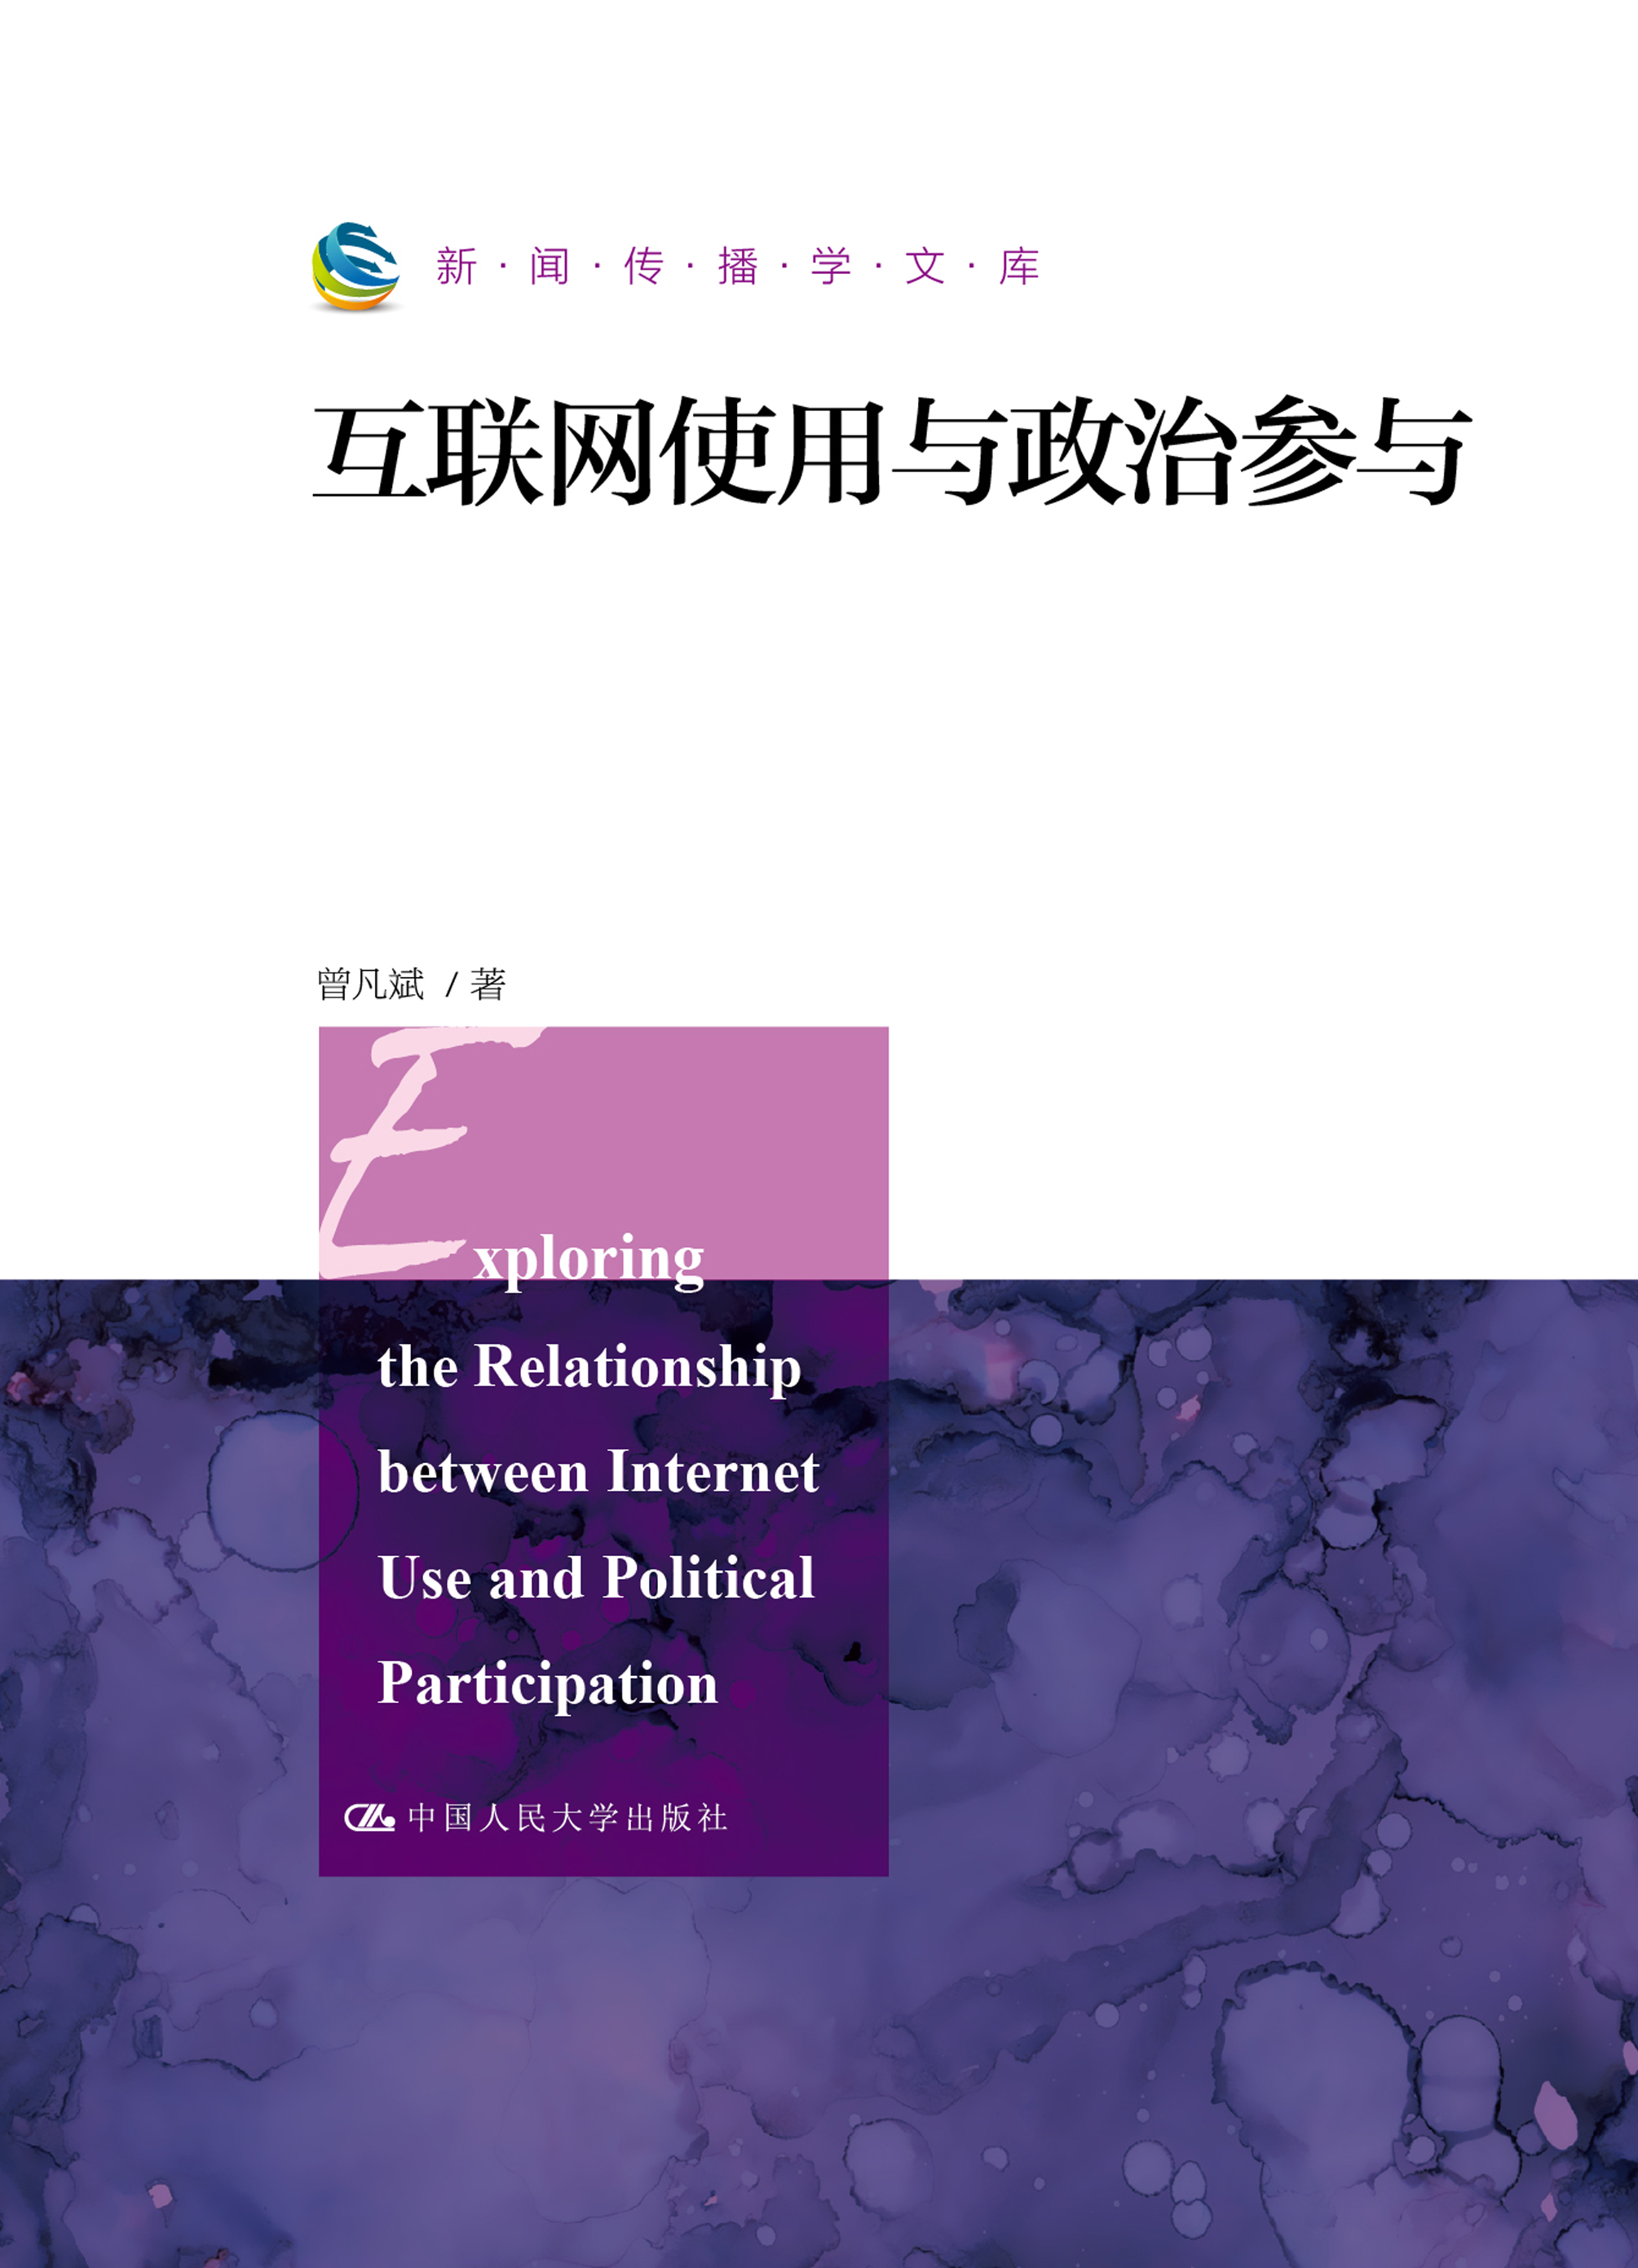 新·闻·传·播·学·文·库
互联网使用与政治参与
曾凡斌 / 著
Exploring
the Relationship
between Internet
Use and Political
Participation
中国人民大学出版社